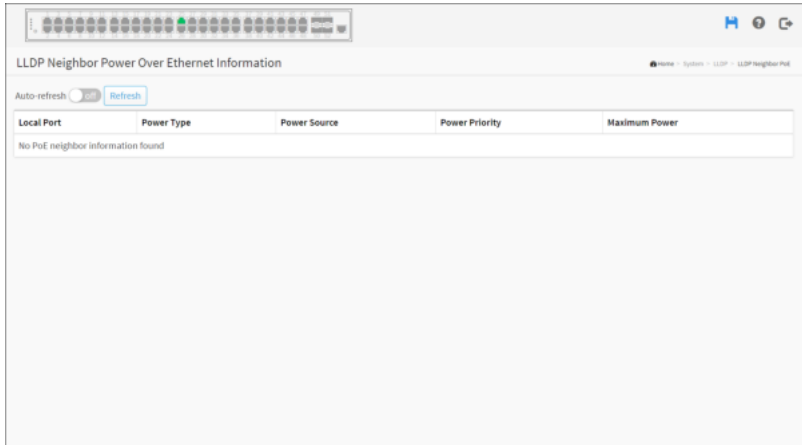 LLDP Neighbor Power Over Ethernet Information
Home > System > LLDP > LLDP Neighbor PoE
Auto-refresh off Refresh
Local Port Power Type Power Source Power Priority Maximum Power
No PoE neighbor information found